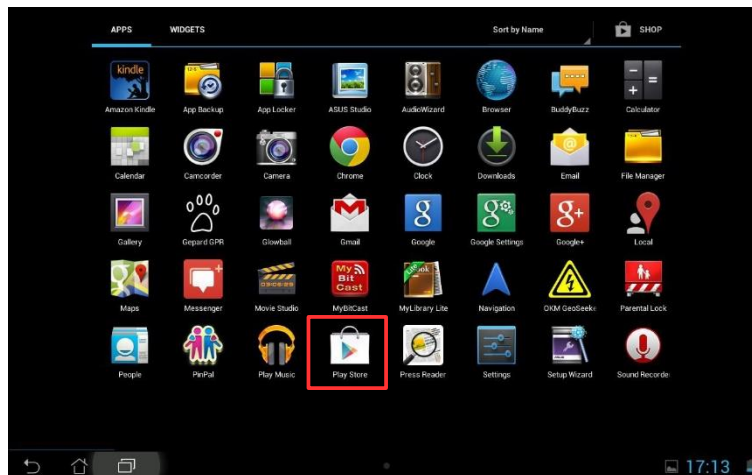 APPS WIDGETS Sort by Name SHOP
kindle
Amazon Kindle App Backup App Locker ASUS Studio AudioWizard Browser BuddyBuzz Calculator
Calendar Camcorder Camera Chrome Clock Downloads Email File Manager
Gallery Gepard GPR Glowball Gmail Google Google Settings Google+ Local
My Bit Cast
Lite
Maps Messenger Movie Studio MyBitCast MyLibrary Lite Navigation OKM GeoSeeke Parental Lock
People PinPal Play Music Play Store Press Reader Settings Setup Wizard Sound Recorde
17:13